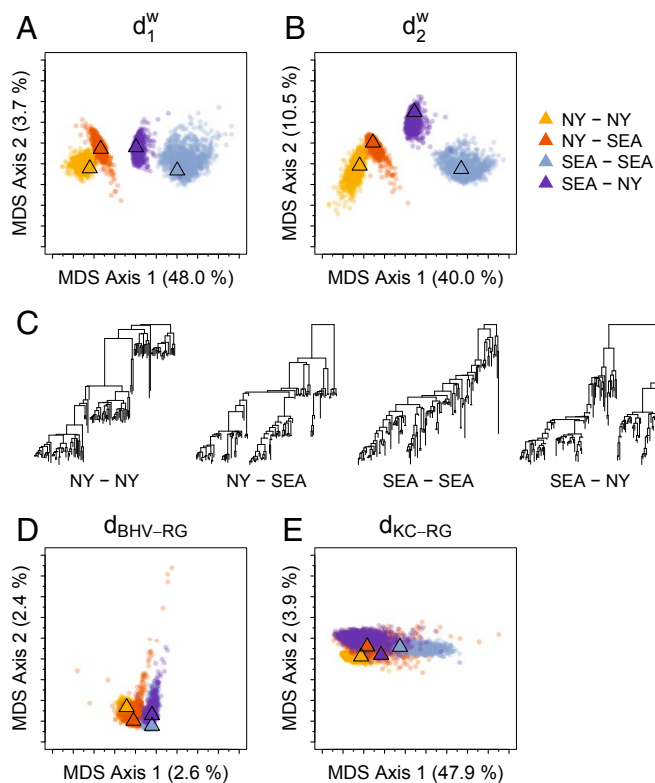 A d₁ʷ
B d₂ʷ
MDS Axis 2 (3.7 %)
MDS Axis 1 (48.0 %)
MDS Axis 2 (10.5 %)
MDS Axis 1 (40.0 %)
NY − NY
NY − SEA
SEA − SEA
SEA − NY
C
NY − NY
NY − SEA
SEA − SEA
SEA − NY
D d_BHV−RG
E d_KC−RG
MDS Axis 2 (2.4 %)
MDS Axis 1 (2.6 %)
MDS Axis 2 (3.9 %)
MDS Axis 1 (47.9 %)